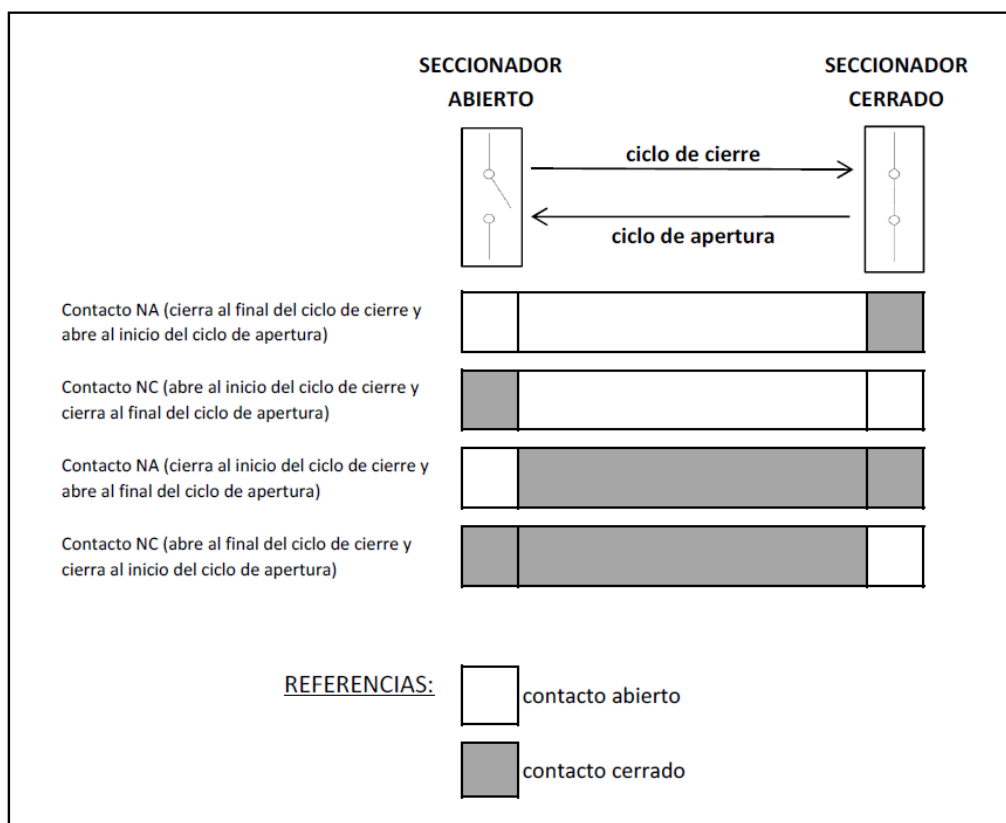 SECCIONADOR ABIERTO
SECCIONADOR CERRADO
ciclo de cierre
ciclo de apertura
Contacto NA (cierra al final del ciclo de cierre y
abre al inicio del ciclo de apertura)
Contacto NC (abre al inicio del ciclo de cierre y
cierra al final del ciclo de apertura)
Contacto NA (cierra al inicio del ciclo de cierre y
abre al final del ciclo de apertura)
Contacto NC (abre al final del ciclo de cierre y
cierra al inicio del ciclo de apertura)
REFERENCIAS:
contacto abierto
contacto cerrado